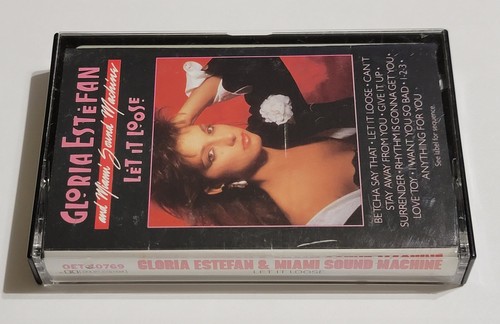 GLORIA ESTEFAN
and Miami Sound Machine
LET IT LOOSE
BETCHA SAY THAT • LET IT LOOSE • CAN'T
STAY AWAY FROM YOU • GIVE IT UP •
SURRENDER • RHYTHM IS GONNA GET YOU •
LOVE TOY • I WANT YOU SO BAD • 1-2-3 •
ANYTHING FOR YOU
See label for sequence.
OET 40769
GLORIA ESTEFAN & MIAMI SOUND MACHINE
LET IT LOOSE